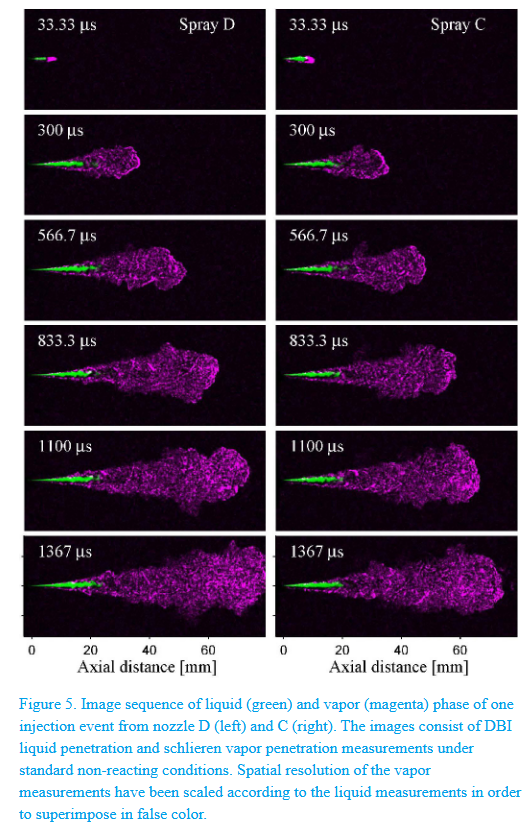 33.33 μs Spray D
33.33 μs Spray C
300 μs
300 μs
566.7 μs
566.7 μs
833.3 μs
833.3 μs
1100 μs
1100 μs
1367 μs
1367 μs
0 20 40 60
0 20 40 60
Axial distance [mm]
Axial distance [mm]
Figure 5. Image sequence of liquid (green) and vapor (magenta) phase of one
injection event from nozzle D (left) and C (right). The images consist of DBI
liquid penetration and schlieren vapor penetration measurements under
standard non-reacting conditions. Spatial resolution of the vapor
measurements have been scaled according to the liquid measurements in order
to superimpose in false color.